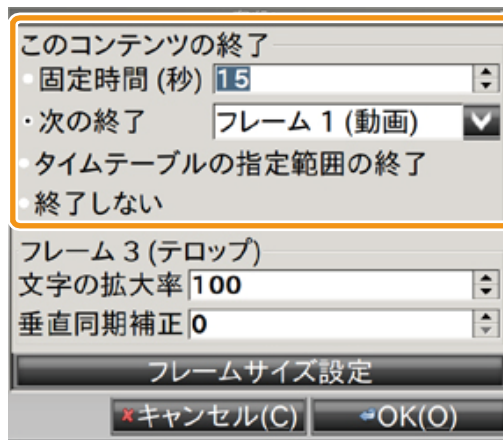 このコンテンツの終了
固定時間 (秒) 15
次の終了 フレーム 1 (動画)
タイムテーブルの指定範囲の終了
終了しない
フレーム 3 (テロップ)
文字の拡大率 100
垂直同期補正 0
フレームサイズ設定
キャンセル(C) OK(O)